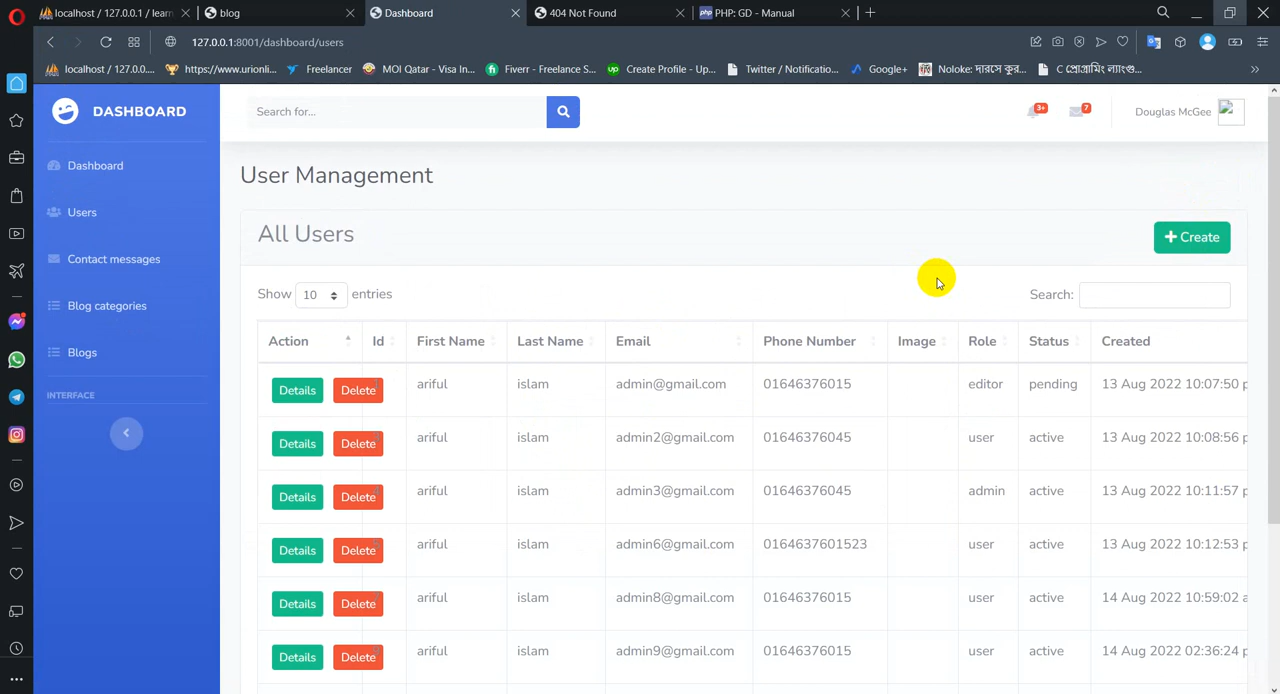 localhost / 127.0.0.1 / learn
blog
Dashboard
404 Not Found
php PHP: GD - Manual
127.0.0.1:8001/dashboard/users
localhost / 127.0.0....
https://www.urionli...
Freelancer
MOI Qatar - Visa In...
Fiverr - Freelance S...
Create Profile - Up...
Twitter / Notificatio...
Google+
Noloke: দারসে কুর...
C প্রোগ্রামিং ল্যাংগু...
DASHBOARD
Search for...
3+
7
Douglas McGee
Dashboard
Users
Contact messages
Blog categories
Blogs
INTERFACE
User Management
All Users
Create
Show 10 entries
Search:
Action Id First Name Last Name Email Phone Number Image Role Status Created
Details Delete ariful islam admin@gmail.com 01646376015 editor pending 13 Aug 2022 10:07:50 p
Details Delete ariful islam admin2@gmail.com 01646376045 user active 13 Aug 2022 10:08:56 p
Details Delete ariful islam admin3@gmail.com 01646376045 admin active 13 Aug 2022 10:11:57 p
Details Delete ariful islam admin6@gmail.com 0164637601523 user active 13 Aug 2022 10:12:53 p
Details Delete ariful islam admin8@gmail.com 01646376015 user active 14 Aug 2022 10:59:02 a
Details Delete ariful islam admin9@gmail.com 01646376015 user active 14 Aug 2022 02:36:24 p